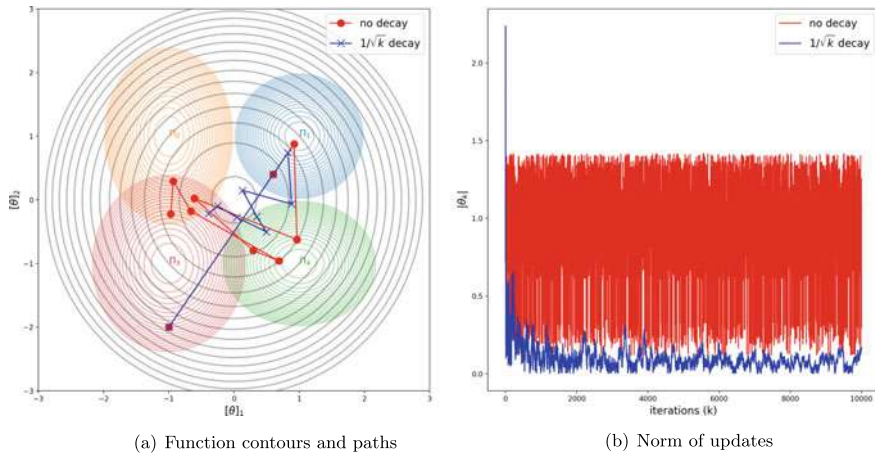 no decay
1/√k decay
3
2
1
0
−1
−2
−3
[θ]₂
Π₂
Π₁
Π₃
Π₄
−3
−2
−1
0
1
2
3
[θ]₁
(a) Function contours and paths
no decay
1/√k decay
2.0
1.5
1.0
0.5
0.0
|θₖ|
0
2000
4000
6000
8000
10000
iterations (k)
(b) Norm of updates